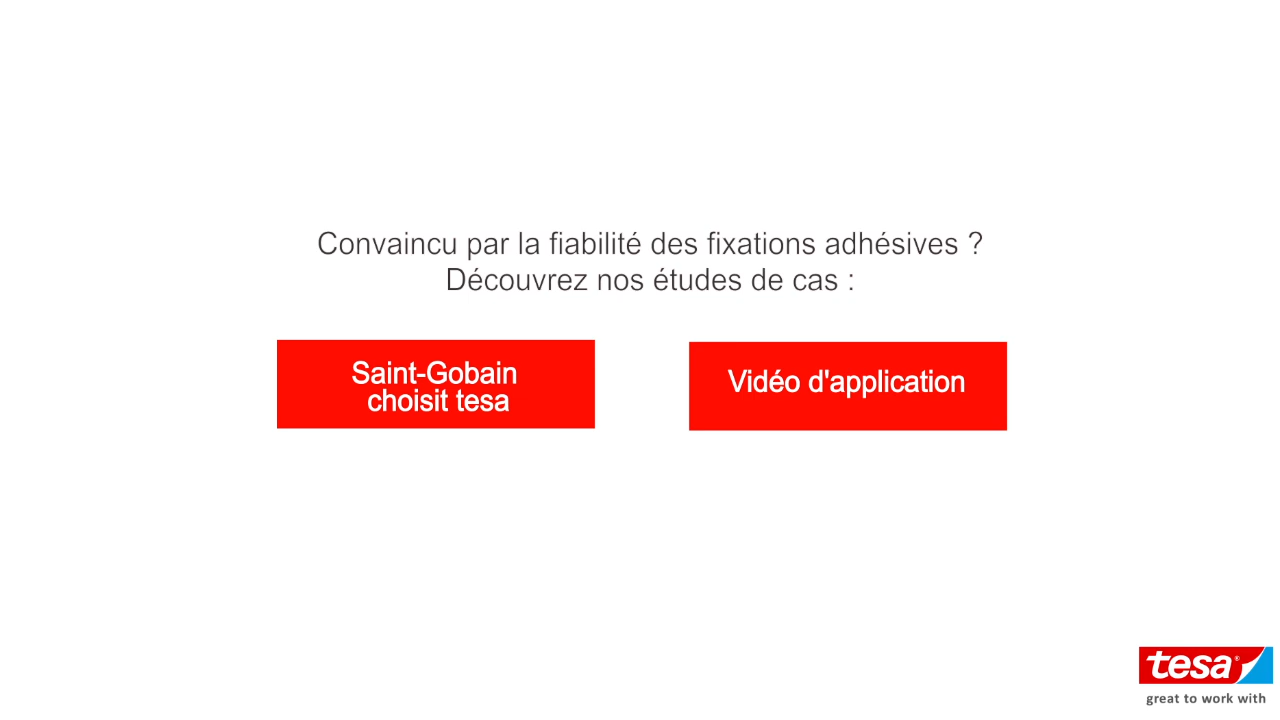 Convaincu par la fiabilité des fixations adhésives ?
Découvrez nos études de cas :
Saint-Gobain
choisit tesa
Vidéo d'application
tesa®
great to work with